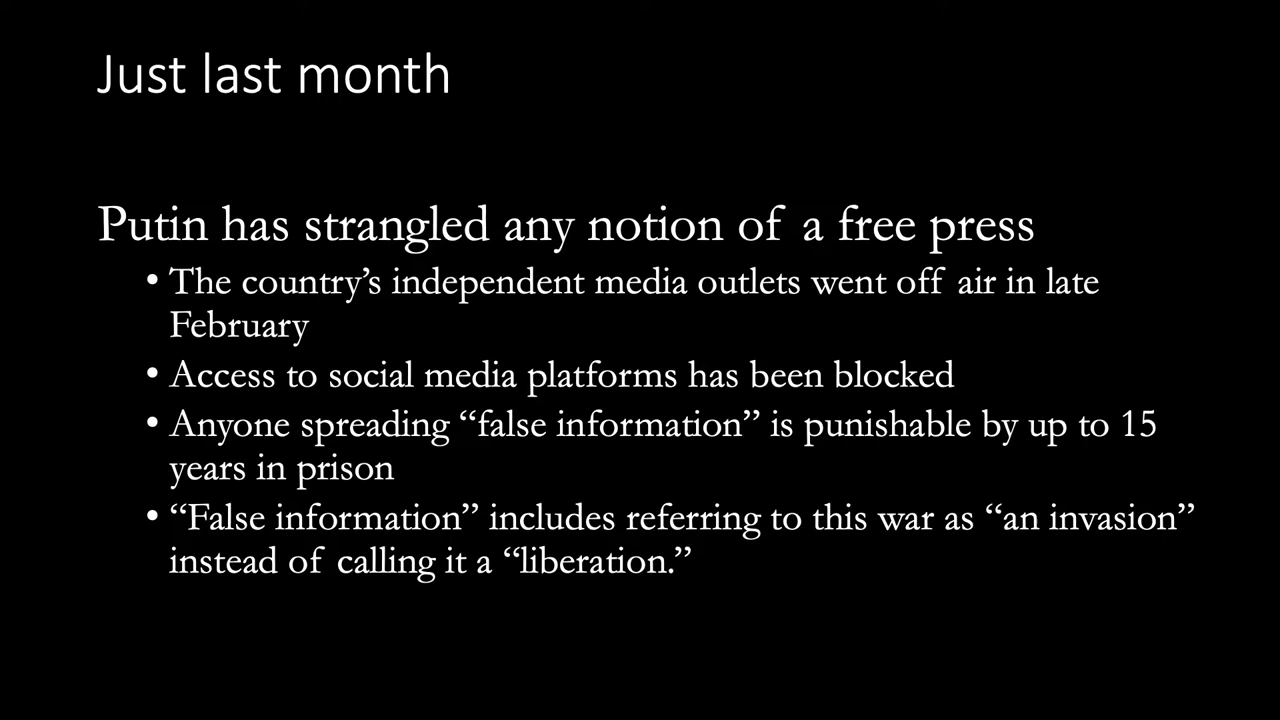 Just last month
Putin has strangled any notion of a free press
• The country’s independent media outlets went off air in late
February
• Access to social media platforms has been blocked
• Anyone spreading “false information” is punishable by up to 15
years in prison
• “False information” includes referring to this war as “an invasion”
instead of calling it a “liberation.”